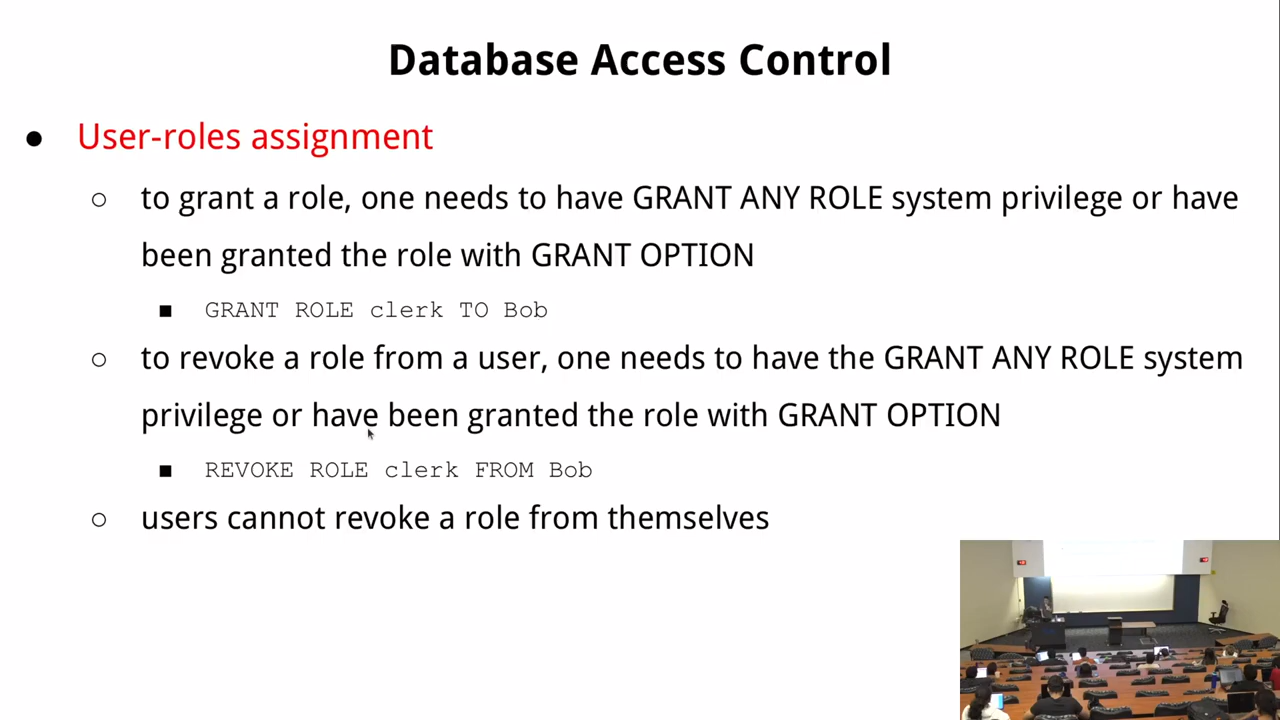 Database Access Control
● User-roles assignment
○ to grant a role, one needs to have GRANT ANY ROLE system privilege or have
been granted the role with GRANT OPTION
■ GRANT ROLE clerk TO Bob
○ to revoke a role from a user, one needs to have the GRANT ANY ROLE system
privilege or have been granted the role with GRANT OPTION
■ REVOKE ROLE clerk FROM Bob
○ users cannot revoke a role from themselves